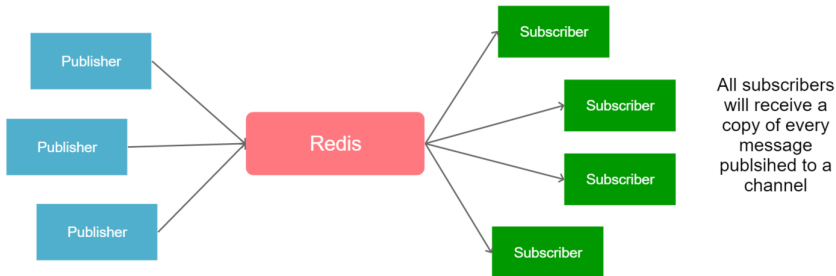 Publisher
Publisher
Publisher
Redis
Subscriber
Subscriber
Subscriber
Subscriber
All subscribers
will receive a
copy of every
message
publsihed to a
channel